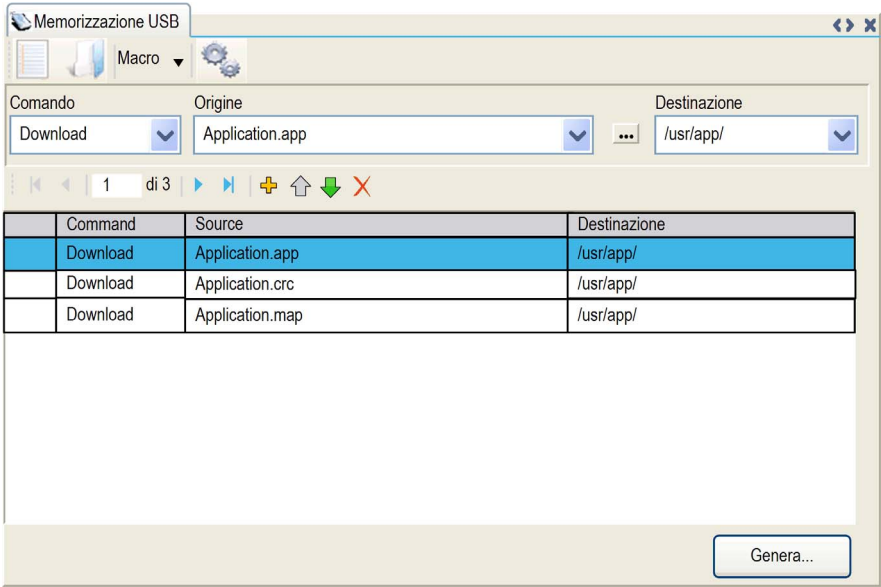 Memorizzazione USB
Macro
Comando Origine Destinazione
Download Application.app ... /usr/app/
1 di 3
Command Source Destinazione
Download Application.app /usr/app/
Download Application.crc /usr/app/
Download Application.map /usr/app/
Genera...